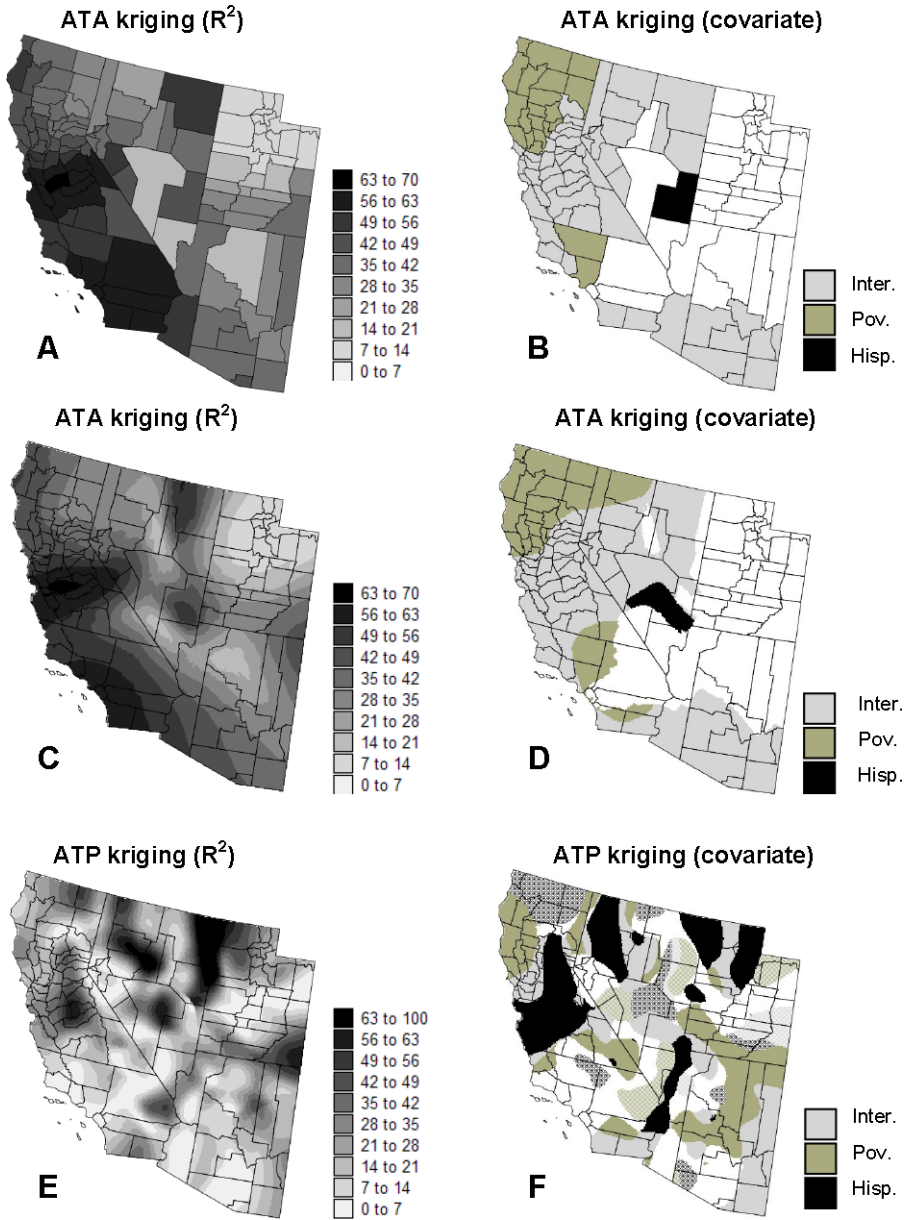 ATA kriging (R²)
ATA kriging (covariate)
63 to 70
56 to 63
49 to 56
42 to 49
35 to 42
28 to 35
21 to 28
14 to 21
7 to 14
0 to 7
A
Inter.
Pov.
Hisp.
B
ATA kriging (R²)
ATA kriging (covariate)
63 to 70
56 to 63
49 to 56
42 to 49
35 to 42
28 to 35
21 to 28
14 to 21
7 to 14
0 to 7
C
Inter.
Pov.
Hisp.
D
ATP kriging (R²)
ATP kriging (covariate)
63 to 100
56 to 63
49 to 56
42 to 49
35 to 42
28 to 35
21 to 28
14 to 21
7 to 14
0 to 7
E
Inter.
Pov.
Hisp.
F